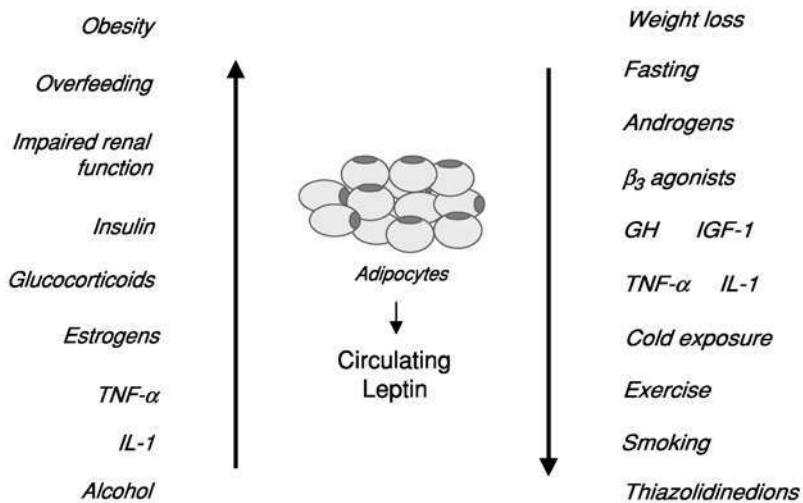 Obesity
Overfeeding
Impaired renal
function
Insulin
Glucocorticoids
Estrogens
TNF-α
IL-1
Alcohol
Adipocytes
Circulating
Leptin
Weight loss
Fasting
Androgens
β3 agonists
GH IGF-1
TNF-α IL-1
Cold exposure
Exercise
Smoking
Thiazolidinedions